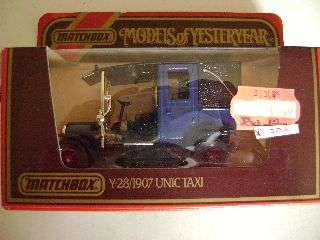 MATCHBOX
MODELS of YESTERYEAR
MATCHBOX
Y-28/1907 UNIC TAXI